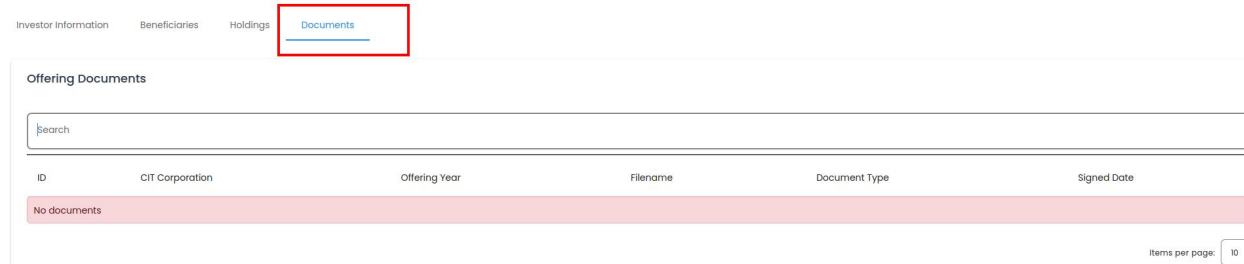 Investor Information Beneficiaries Holdings Documents
Offering Documents
Search
ID CIT Corporation Offering Year Filename Document Type Signed Date
No documents
Items per page: 10